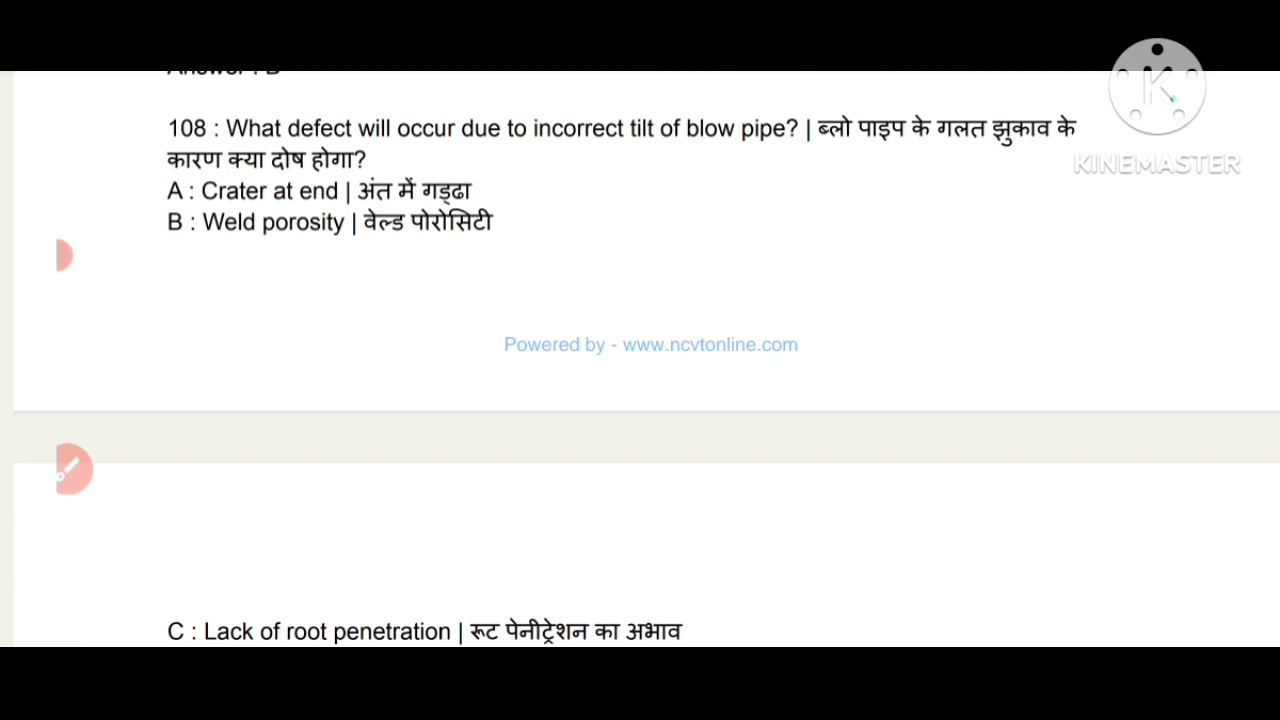 108 : What defect will occur due to incorrect tilt of blow pipe? | ब्लो पाइप के गलत झुकाव के
कारण क्या दोष होगा?
A : Crater at end | अंत में गड्ढा
B : Weld porosity | वेल्ड पोरोसिटी
KINEMASTER
Powered by - www.ncvtonline.com
C : Lack of root penetration | रूट पेनीट्रेशन का अभाव